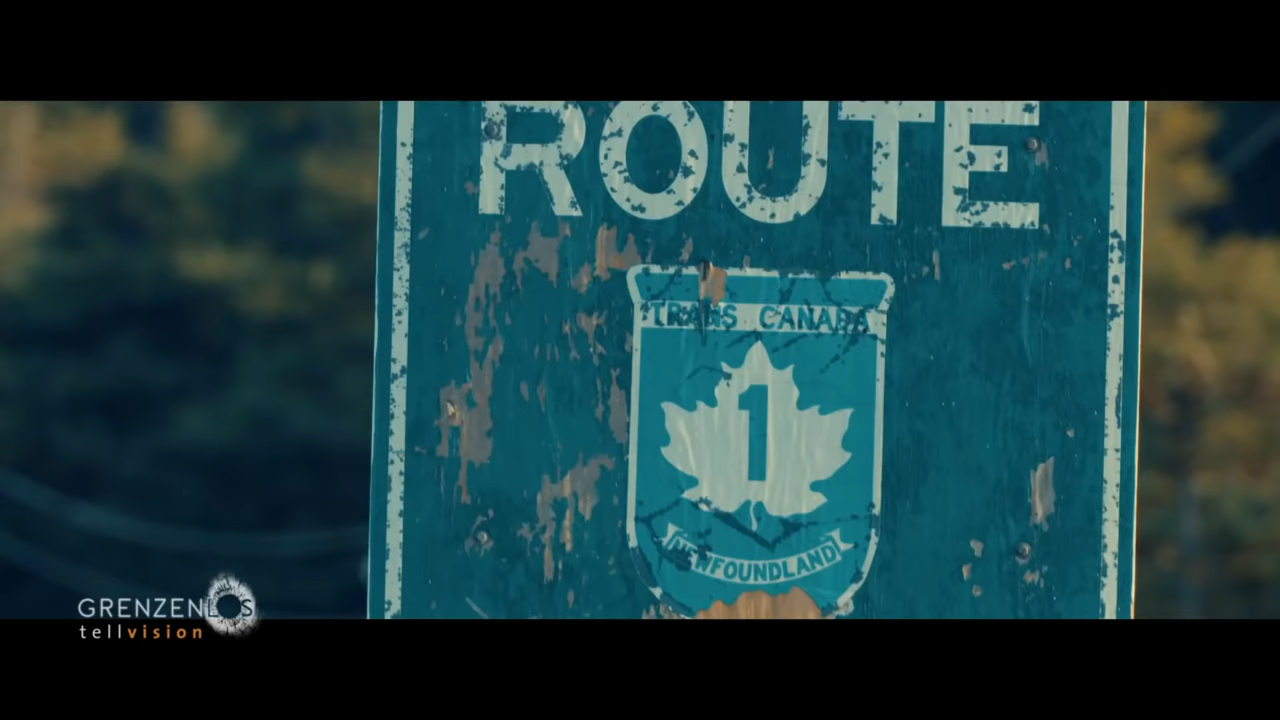 ROUTE
TRANS CANADA
1
NEWFOUNDLAND
GRENZENLOS
tellvision